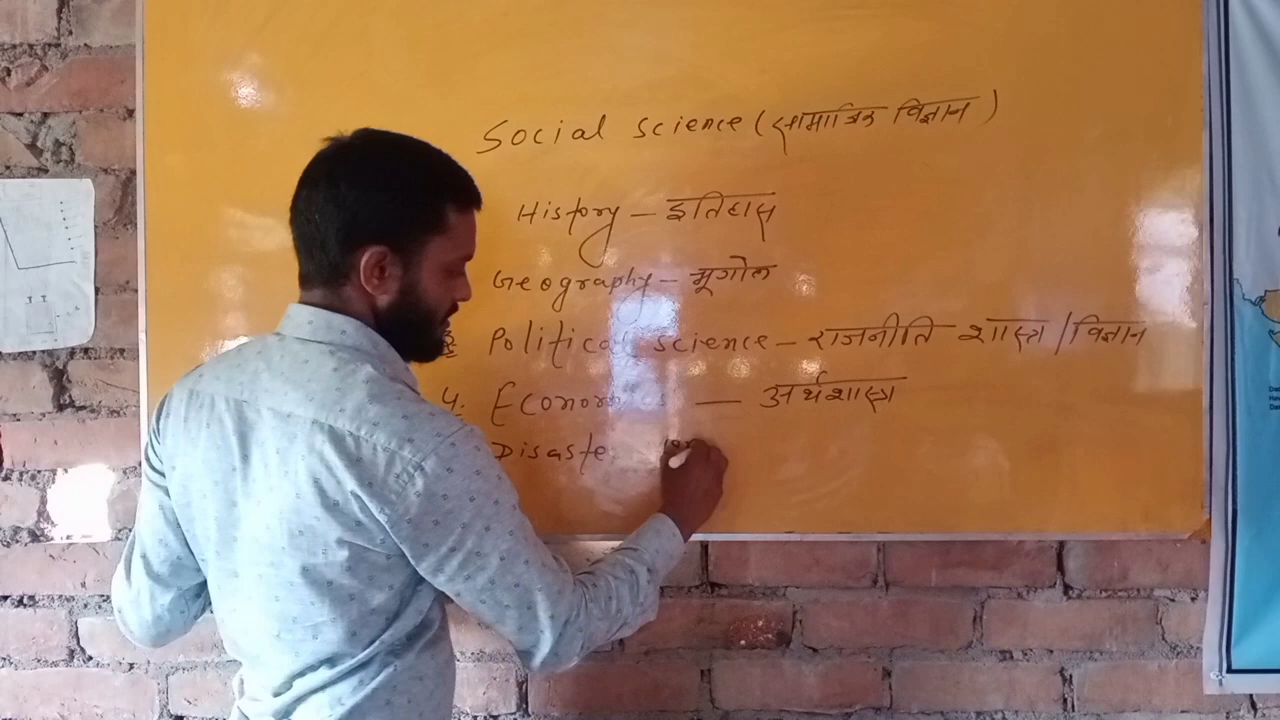 Social Science (सामाजिक विज्ञान)
History – इतिहास
Geography – भूगोल
Political Science – राजनीति शास्त्र / विज्ञान
4. Economics — अर्थशास्त्र
Disaste